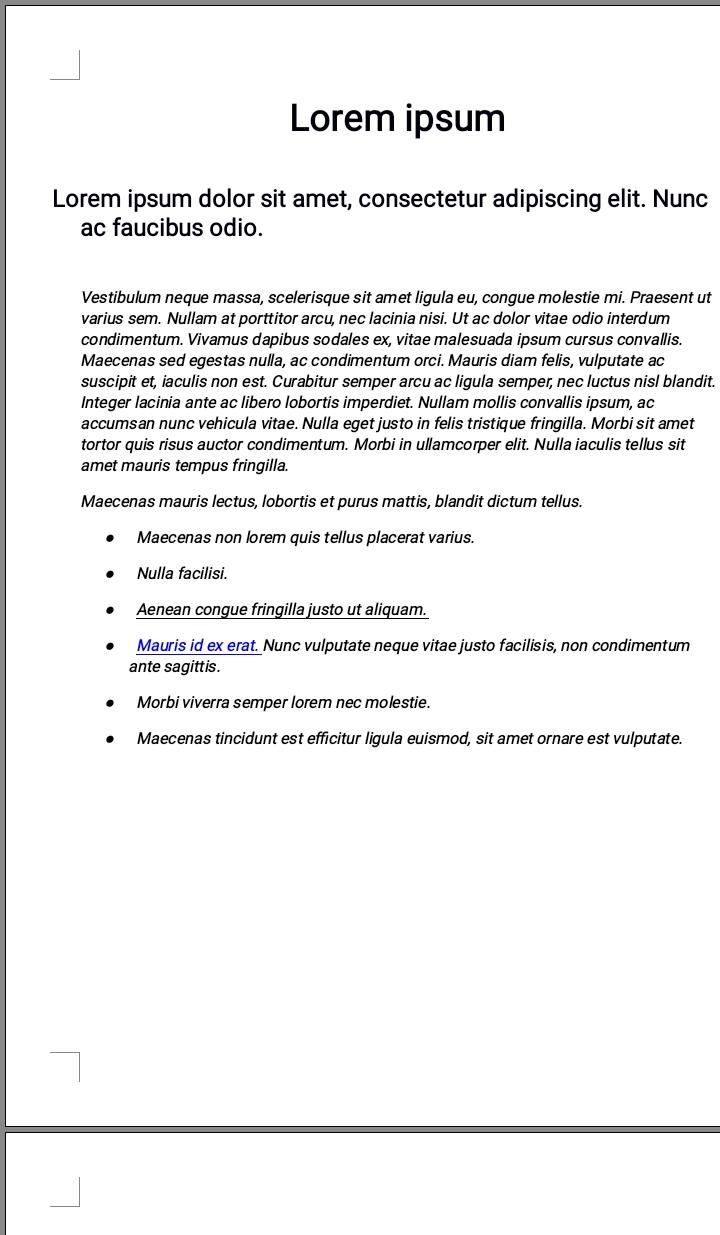 Lorem ipsum
Lorem ipsum dolor sit amet, consectetur adipiscing elit. Nunc
ac faucibus odio.
Vestibulum neque massa, scelerisque sit amet ligula eu, congue molestie mi. Praesent ut
varius sem. Nullam at porttitor arcu, nec lacinia nisi. Ut ac dolor vitae odio interdum
condimentum. Vivamus dapibus sodales ex, vitae malesuada ipsum cursus convallis.
Maecenas sed egestas nulla, ac condimentum orci. Mauris diam felis, vulputate ac
suscipit et, iaculis non est. Curabitur semper arcu ac ligula semper, nec luctus nisl blandit.
Integer lacinia ante ac libero lobortis imperdiet. Nullam mollis convallis ipsum, ac
accumsan nunc vehicula vitae. Nulla eget justo in felis tristique fringilla. Morbi sit amet
tortor quis risus auctor condimentum. Morbi in ullamcorper elit. Nulla iaculis tellus sit
amet mauris tempus fringilla.
Maecenas mauris lectus, lobortis et purus mattis, blandit dictum tellus.
● Maecenas non lorem quis tellus placerat varius.
● Nulla facilisi.
● Aenean congue fringilla justo ut aliquam.
● Mauris id ex erat. Nunc vulputate neque vitae justo facilisis, non condimentum
ante sagittis.
● Morbi viverra semper lorem nec molestie.
● Maecenas tincidunt est efficitur ligula euismod, sit amet ornare est vulputate.